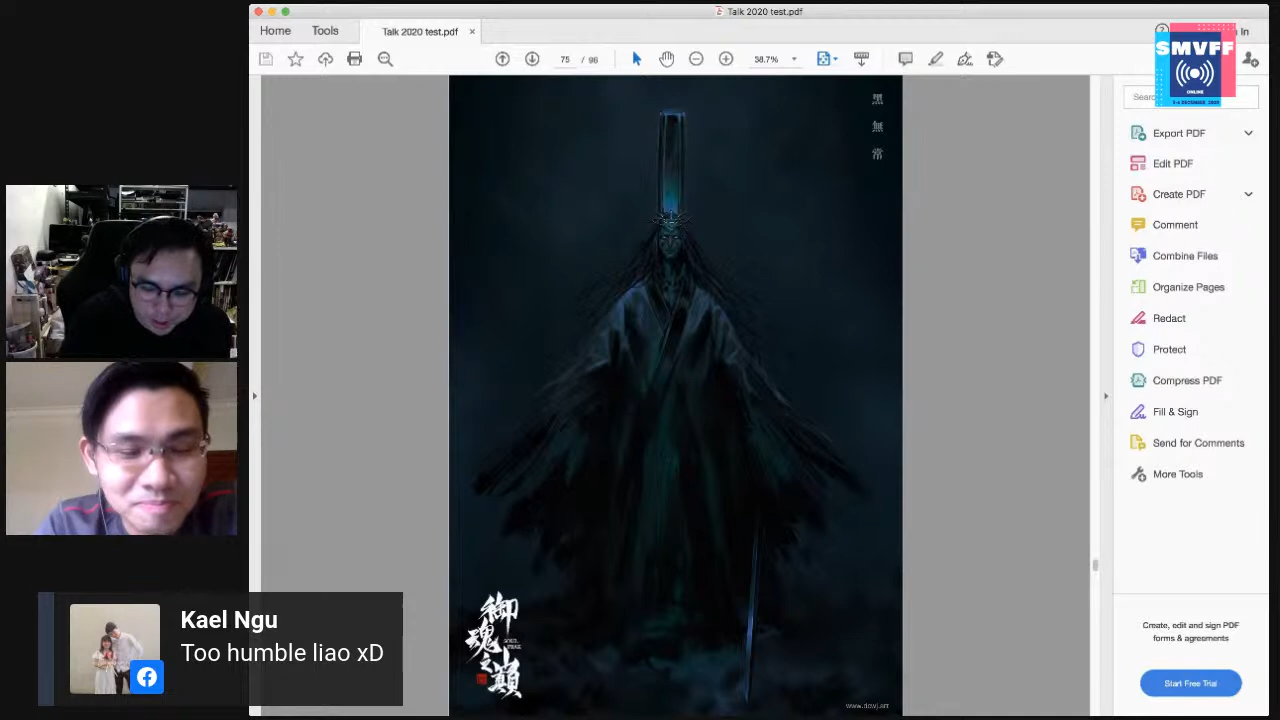 Talk 2020 test.pdf
Home
Tools
Talk 2020 test.pdf
In
SMVFF
ONLINE
75 / 96
38.7%
黑
無
常
Export PDF
Edit PDF
Create PDF
Comment
Combine Files
Organize Pages
Redact
Protect
Compress PDF
Fill & Sign
Send for Comments
More Tools
Create, edit and sign PDF
forms & agreements
Start Free Trial
Kael Ngu
Too humble liao xD
御
魂
之
巔